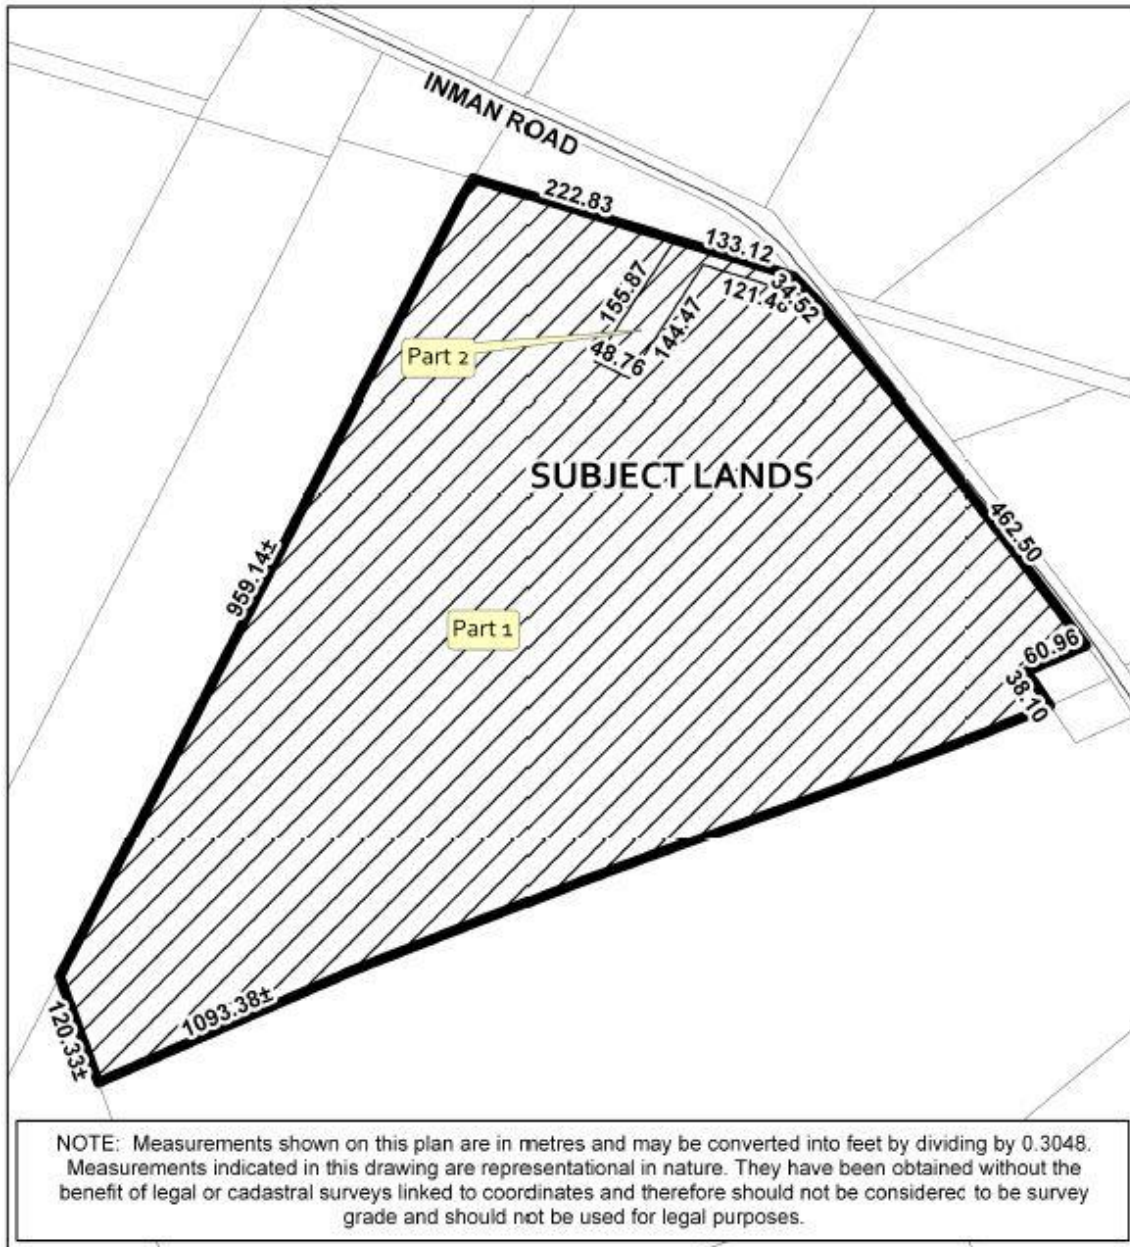 INMAN ROAD
222.83
133.12
34.52
121.48
155.87
144.47
48.76
Part 2
SUBJECT LANDS
462.50
959.14±
Part 1
60.96
38.10
1093.38±
120.33±
NOTE: Measurements shown on this plan are in metres and may be converted into feet by dividing by 0.3048.
Measurements indicated in this drawing are representational in nature. They have been obtained without the
benefit of legal or cadastral surveys linked to coordinates and therefore should not be considered to be survey
grade and should not be used for legal purposes.